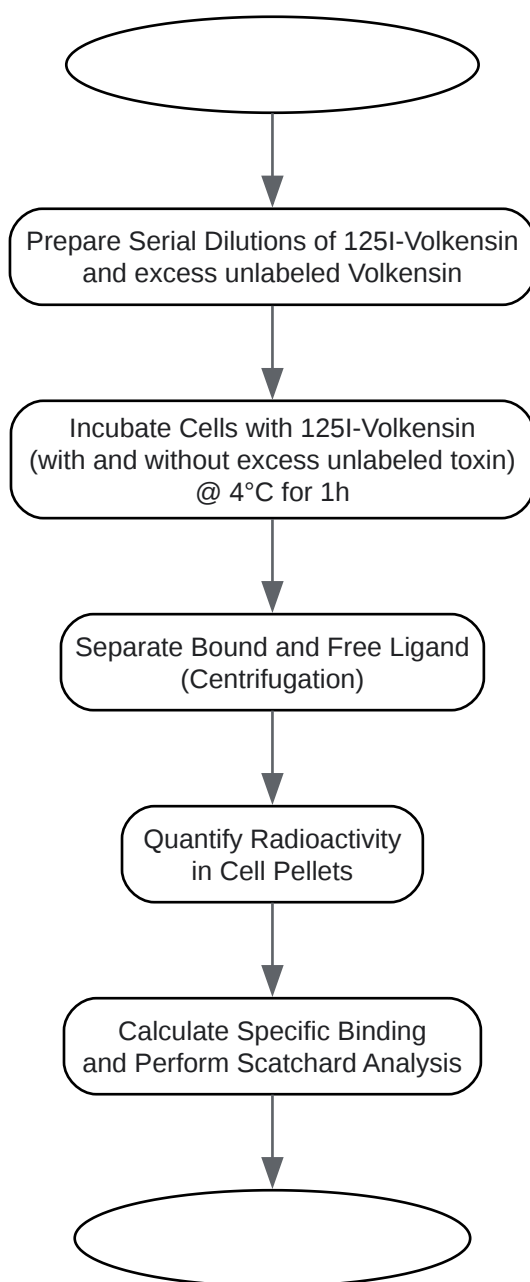 Prepare Serial Dilutions of 125I-Volkensin
and excess unlabeled Volkensin
Incubate Cells with 125I-Volkensin
(with and without excess unlabeled toxin)
@ 4°C for 1h
Separate Bound and Free Ligand
(Centrifugation)
Quantify Radioactivity
in Cell Pellets
Calculate Specific Binding
and Perform Scatchard Analysis